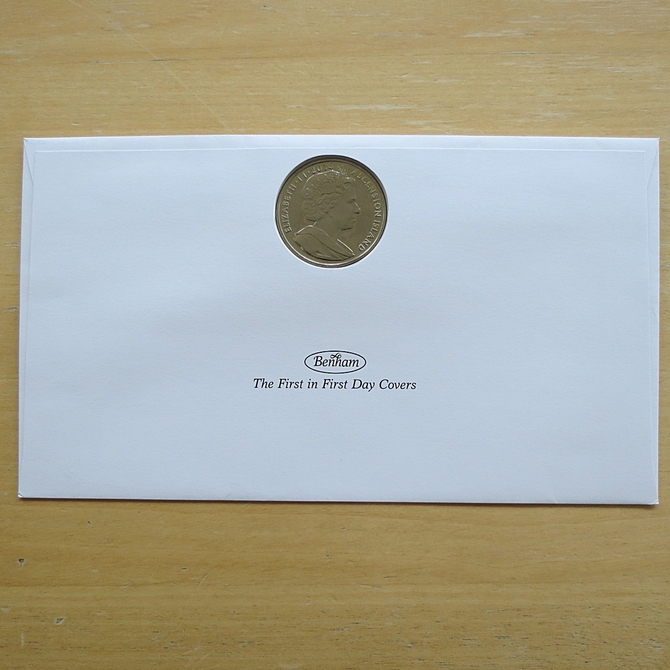 ELIZABETH II
ASCENSION ISLAND
Benham
The First in First Day Covers